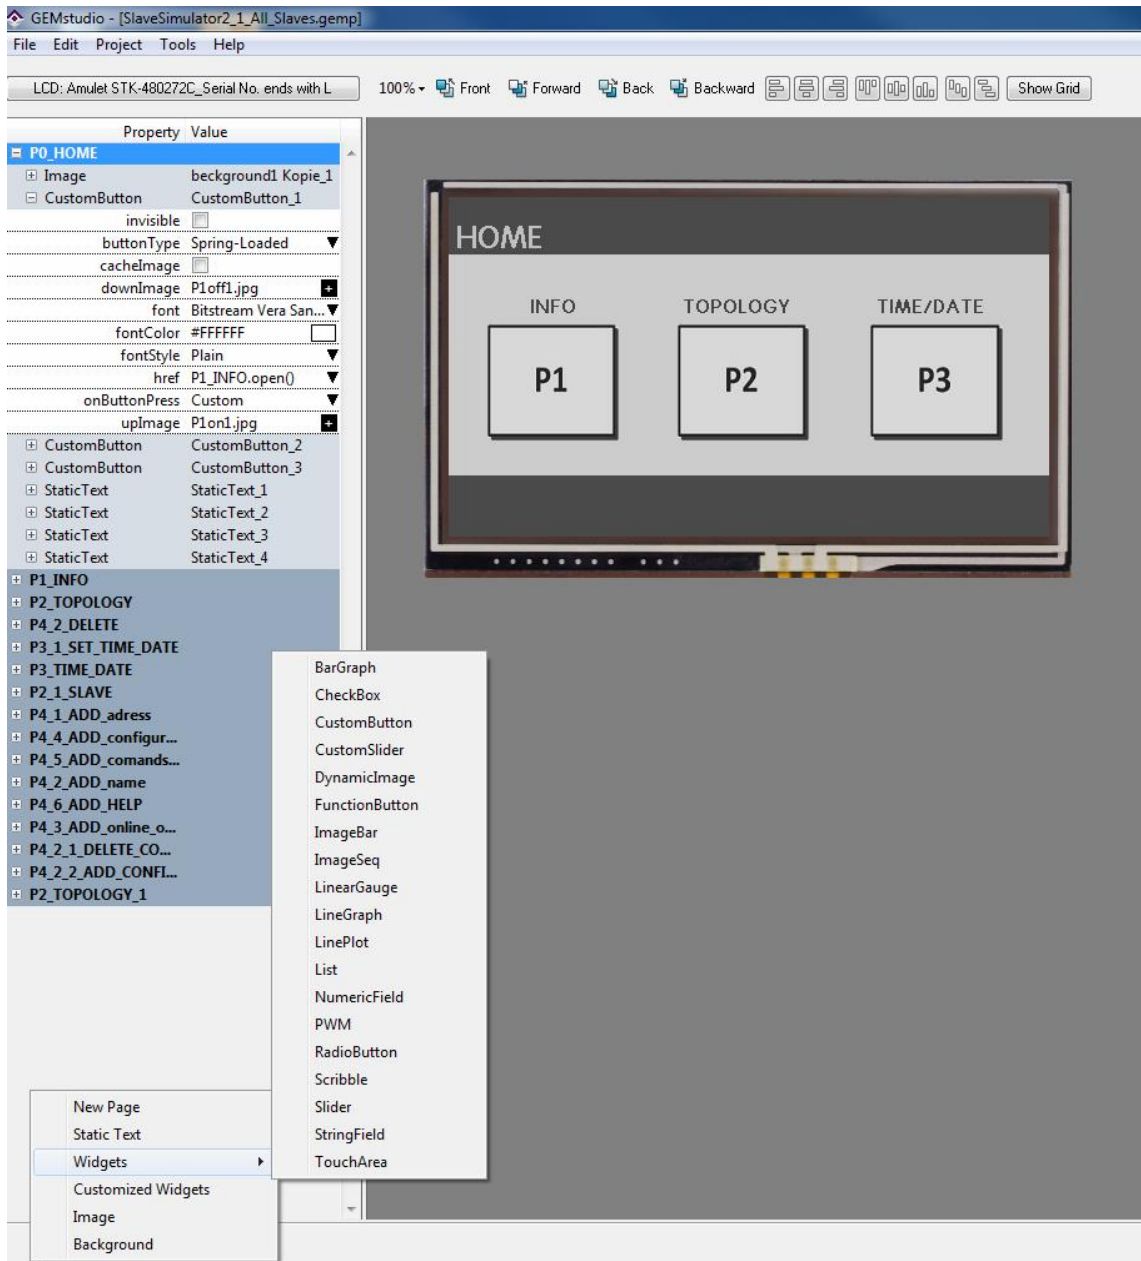 GEMstudio - [SlaveSimulator2_1_All_Slaves.gemp]
File Edit Project Tools Help
LCD: Amulet STK-480272C_Serial No. ends with L 100% Front Forward Back Backward Show Grid
Property Value
P0_HOME
Image beckground1 Kopie_1
CustomButton CustomButton_1
invisible
buttonType Spring-Loaded
cacheImage
downImage P1off1.jpg
font Bitstream Vera San...
fontColor #FFFFFF
fontStyle Plain
href P1_INFO.open()
onButtonPress Custom
upImage P1on1.jpg
CustomButton CustomButton_2
CustomButton CustomButton_3
StaticText StaticText_1
StaticText StaticText_2
StaticText StaticText_3
StaticText StaticText_4
P1_INFO
P2_TOPOLOGY
P4_2_DELETE
P3_1_SET_TIME_DATE
P3_TIME_DATE
P2_1_SLAVE
P4_1_ADD_adress
P4_4_ADD_configur...
P4_5_ADD_comands...
P4_2_ADD_name
P4_6_ADD_HELP
P4_3_ADD_online_o...
P4_2_1_DELETE_CO...
P4_2_2_ADD_CONFI...
P2_TOPOLOGY_1
HOME
INFO TOPOLOGY TIME/DATE
P1 P2 P3
BarGraph
CheckBox
CustomButton
CustomSlider
DynamicImage
FunctionButton
ImageBar
ImageSeq
LinearGauge
LineGraph
LinePlot
List
NumericField
PWM
RadioButton
Scribble
Slider
StringField
TouchArea
New Page
Static Text
Widgets
Customized Widgets
Image
Background